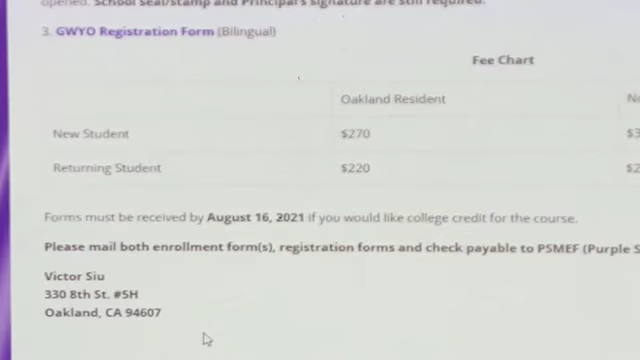 opened. School seal/stamp and Principal's signature are still required.
3. GWYO Registration Form (Bilingual)
Fee Chart
Oakland Resident
New Student $270
Returning Student $220
Forms must be received by August 16, 2021 if you would like college credit for the course.
Please mail both enrollment form(s), registration forms and check payable to PSMEF (Purple
Victor Siu
330 8th St. #5H
Oakland, CA 94607